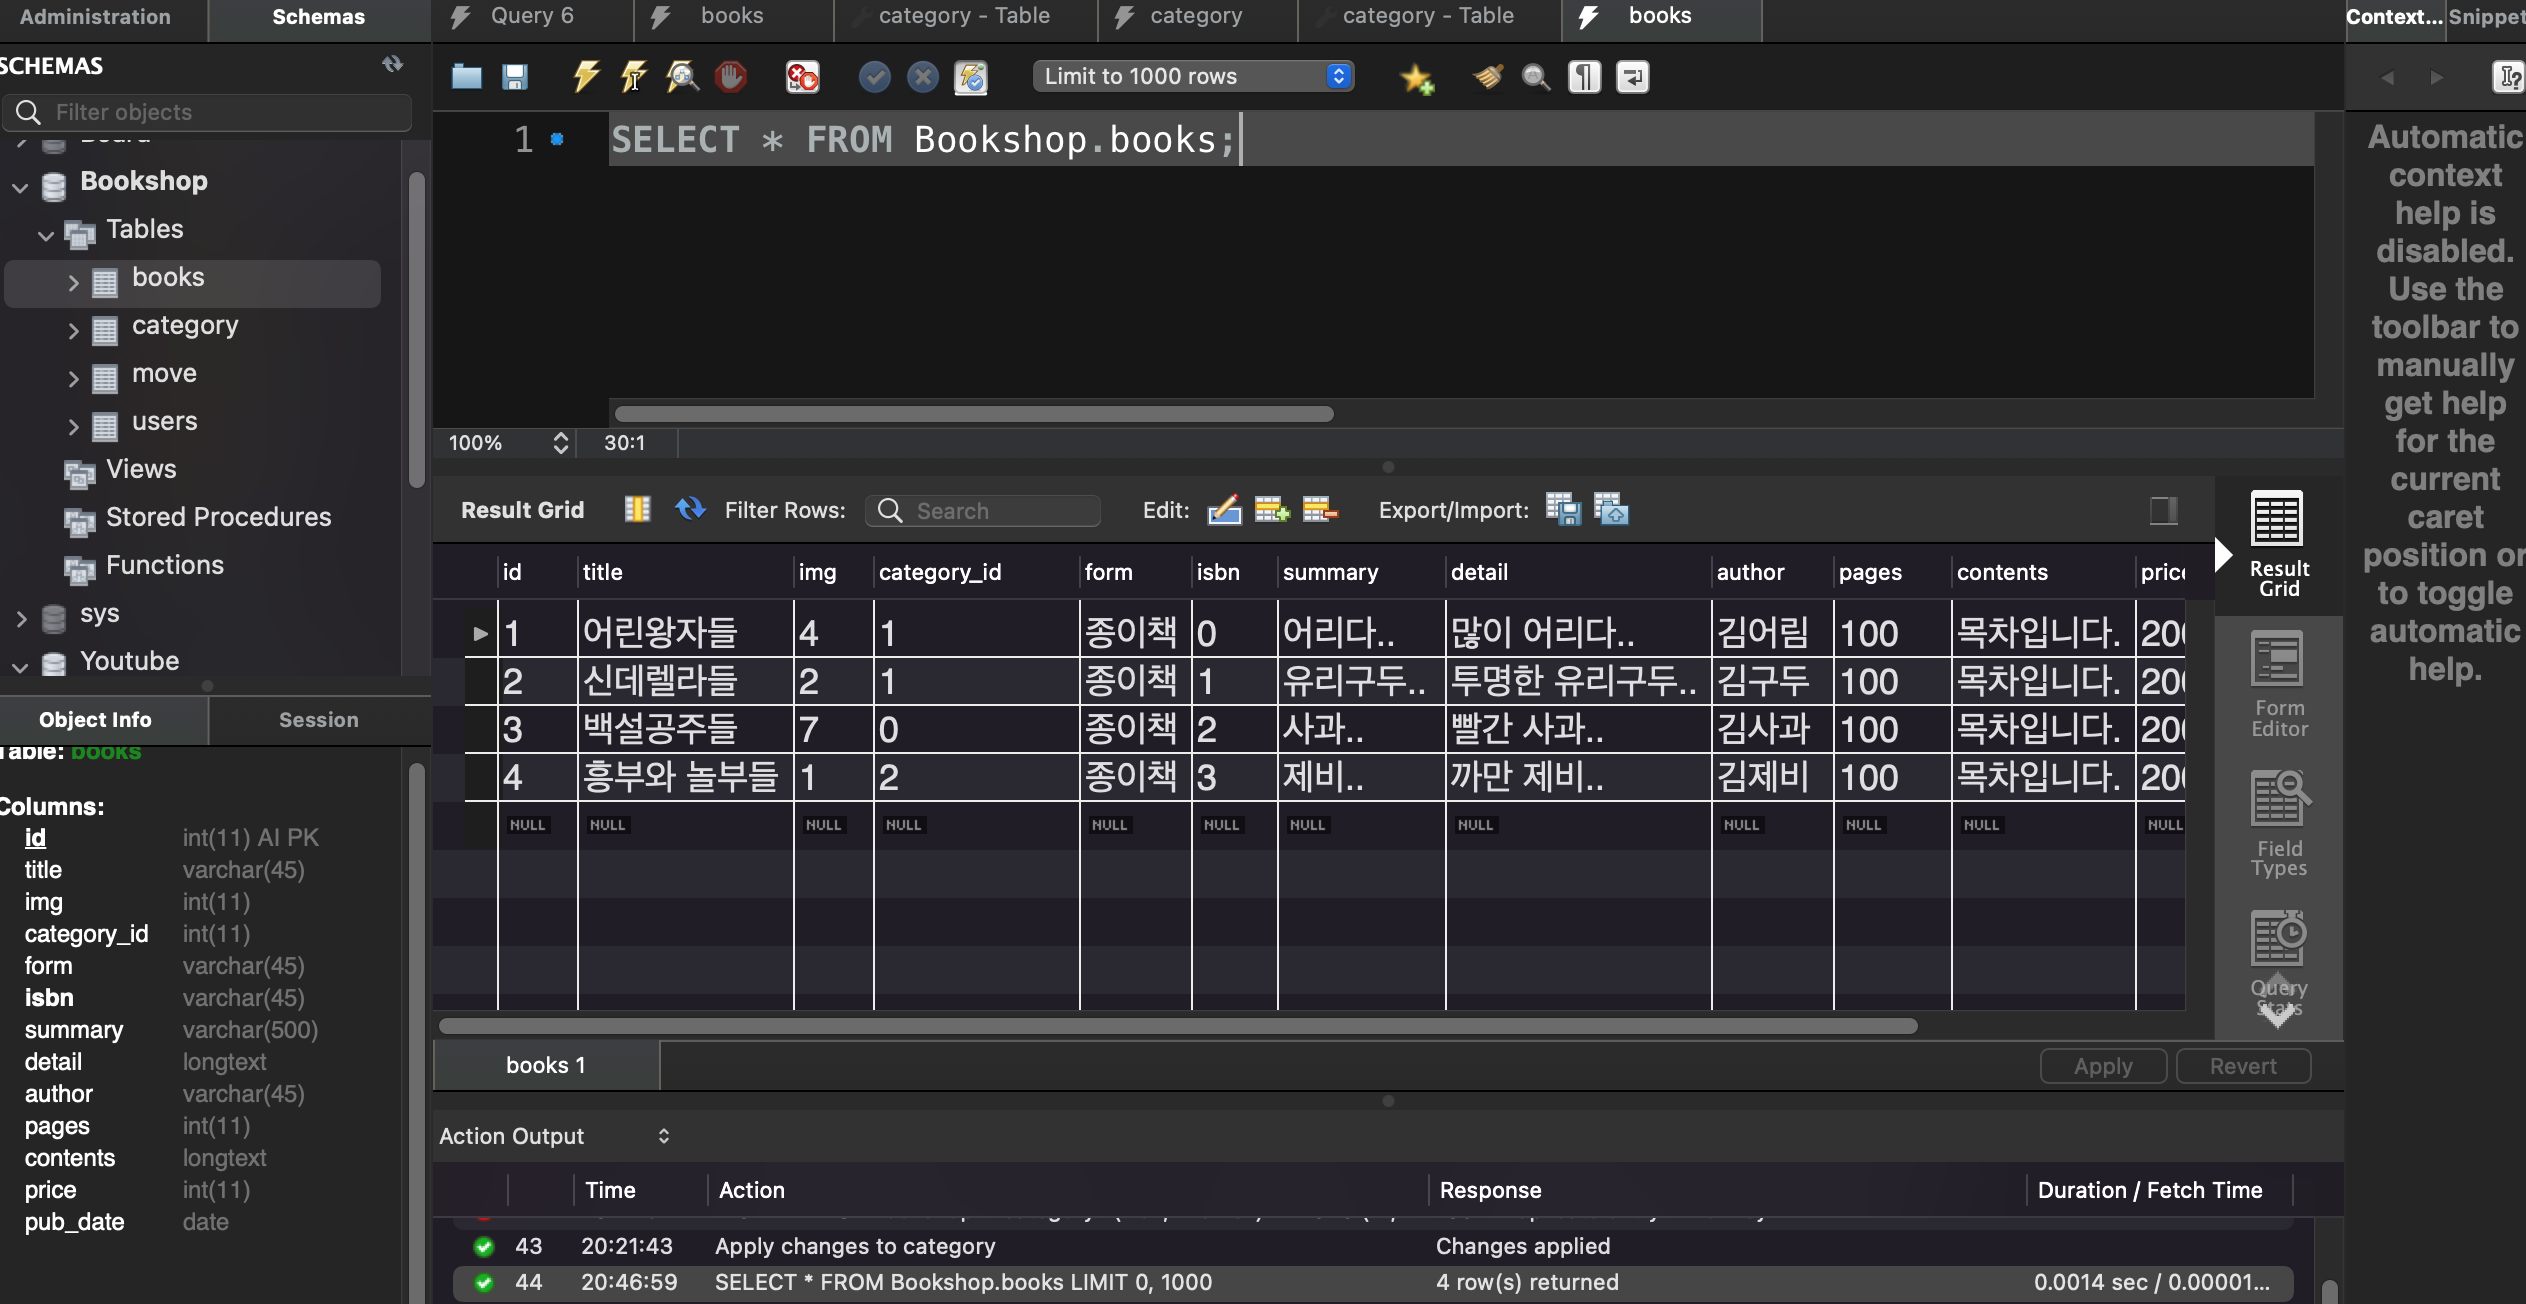 Administration
Schemas
SCHEMAS
Filter objects
Board
Bookshop
Tables
books
category
move
users
Views
Stored Procedures
Functions
sys
Youtube
Object Info
Session
Table: books
Columns:
id int(11) AI PK
title varchar(45)
img int(11)
category_id int(11)
form varchar(45)
isbn varchar(45)
summary varchar(500)
detail longtext
author varchar(45)
pages int(11)
contents longtext
price int(11)
pub_date date
Query 6
books
category - Table
category
category - Table
books
Limit to 1000 rows
1 SELECT * FROM Bookshop.books;
100% 30:1
Result Grid Filter Rows: Search Edit: Export/Import:
id title img category_id form isbn summary detail author pages contents pric
1 어린왕자들 4 1 종이책 0 어리다.. 많이 어리다.. 김어림 100 목차입니다. 200
2 신데렐라들 2 1 종이책 1 유리구두.. 투명한 유리구두.. 김구두 100 목차입니다. 200
3 백설공주들 7 0 종이책 2 사과.. 빨간 사과.. 김사과 100 목차입니다. 200
4 흥부와 놀부들 1 2 종이책 3 제비.. 까만 제비.. 김제비 100 목차입니다. 200
NULL NULL NULL NULL NULL NULL NULL NULL NULL NULL NULL NULL
Result
Grid
Form
Editor
Field
Types
Query
Stats
books 1
Apply
Revert
Action Output
Time Action Response Duration / Fetch Time
43 20:21:43 Apply changes to category Changes applied
44 20:46:59 SELECT * FROM Bookshop.books LIMIT 0, 1000 4 row(s) returned 0.0014 sec / 0.00001...
Context... Snippet
Automatic
context
help is
disabled.
Use the
toolbar to
manually
get help
for the
current
caret
position or
to toggle
automatic
help.